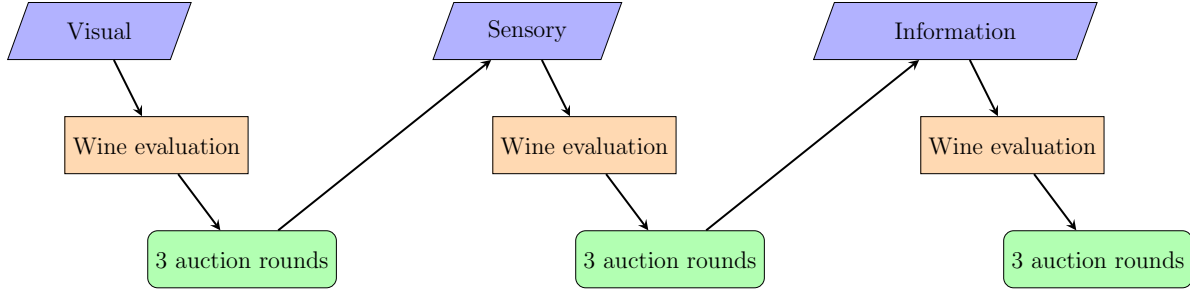 Visual
Sensory
Information
Wine evaluation
Wine evaluation
Wine evaluation
3 auction rounds
3 auction rounds
3 auction rounds